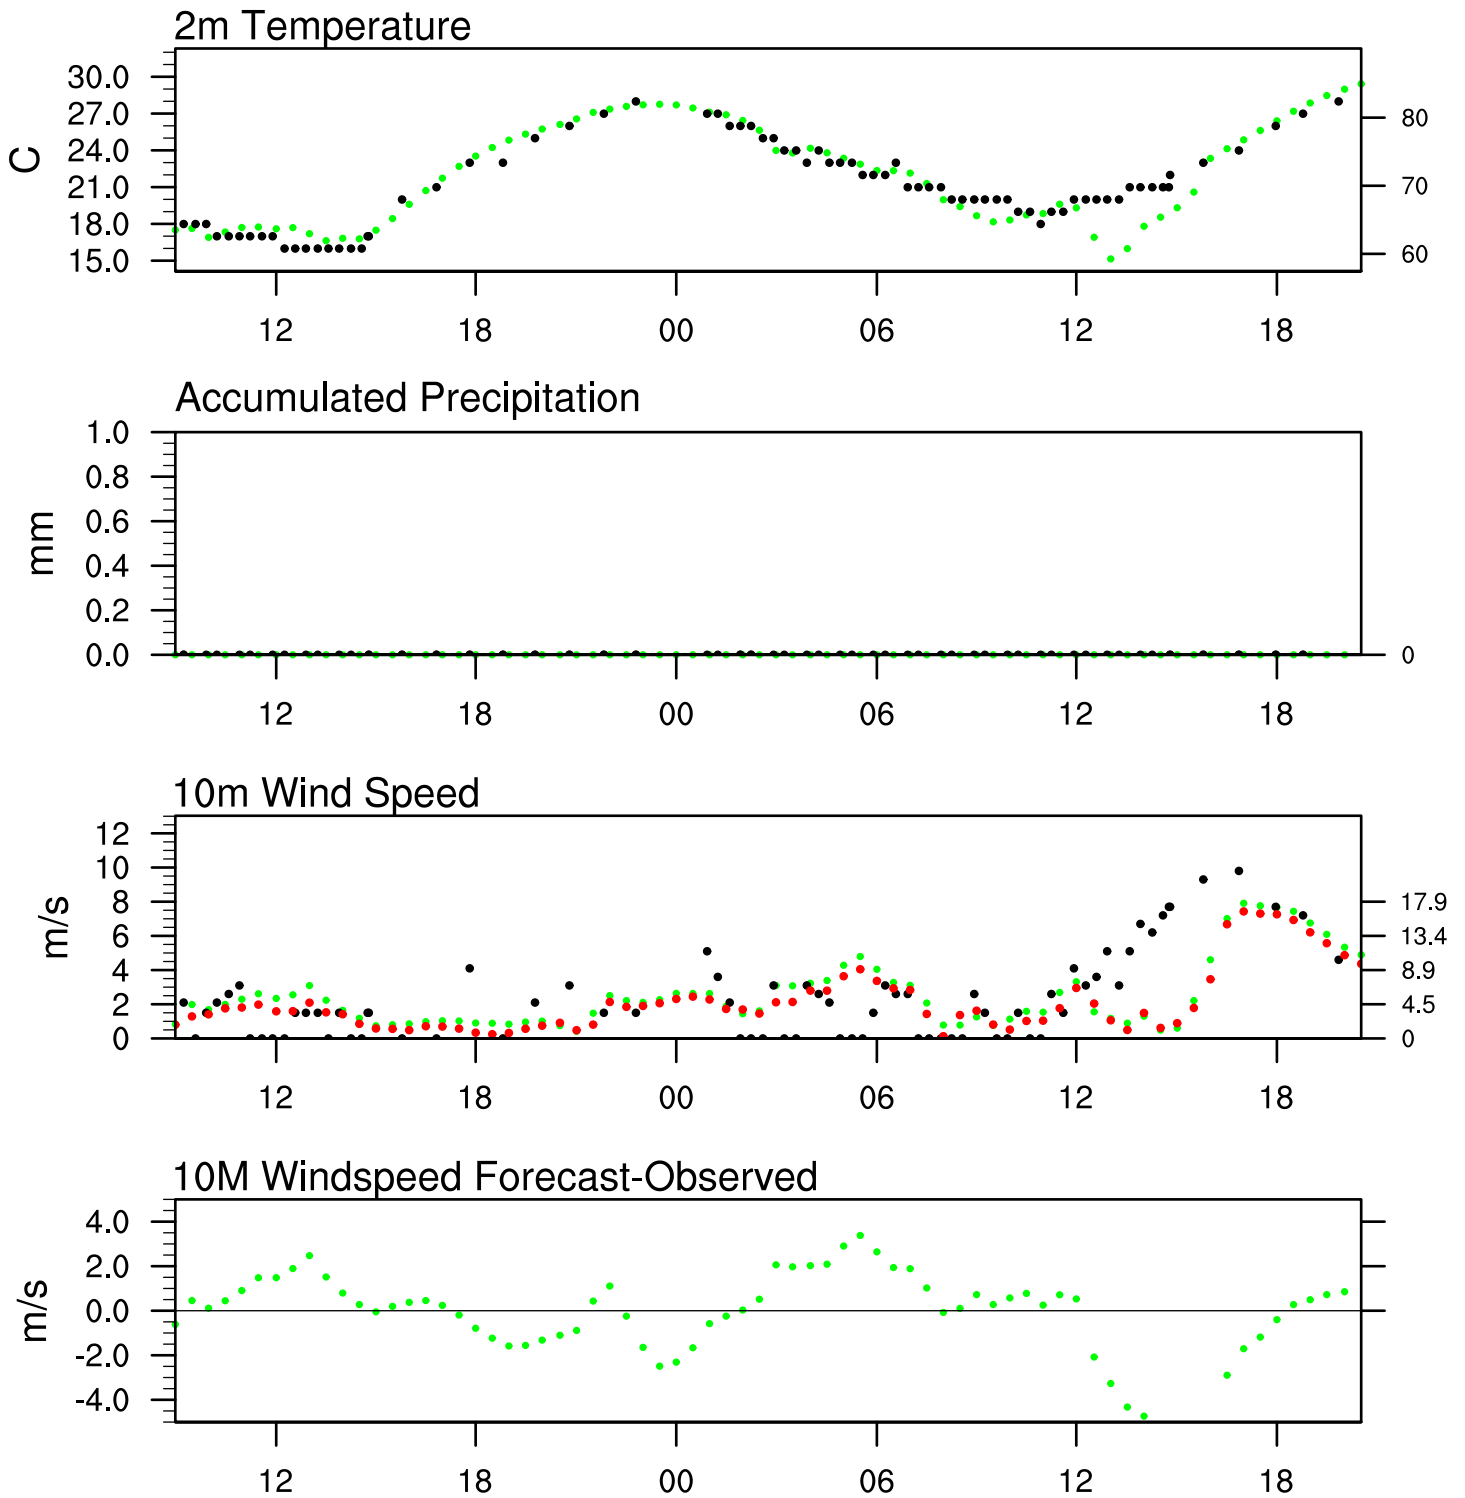 2m Temperature
30.0
27.0
24.0
21.0
18.0
15.0
C
80
70
60
12 18 00 06 12 18
Accumulated Precipitation
1.0
0.8
0.6
0.4
0.2
0.0
mm
0
12 18 00 06 12 18
10m Wind Speed
12
10
8
6
4
2
0
m/s
17.9
13.4
8.9
4.5
0
12 18 00 06 12 18
10M Windspeed Forecast-Observed
4.0
2.0
0.0
-2.0
-4.0
m/s
12 18 00 06 12 18